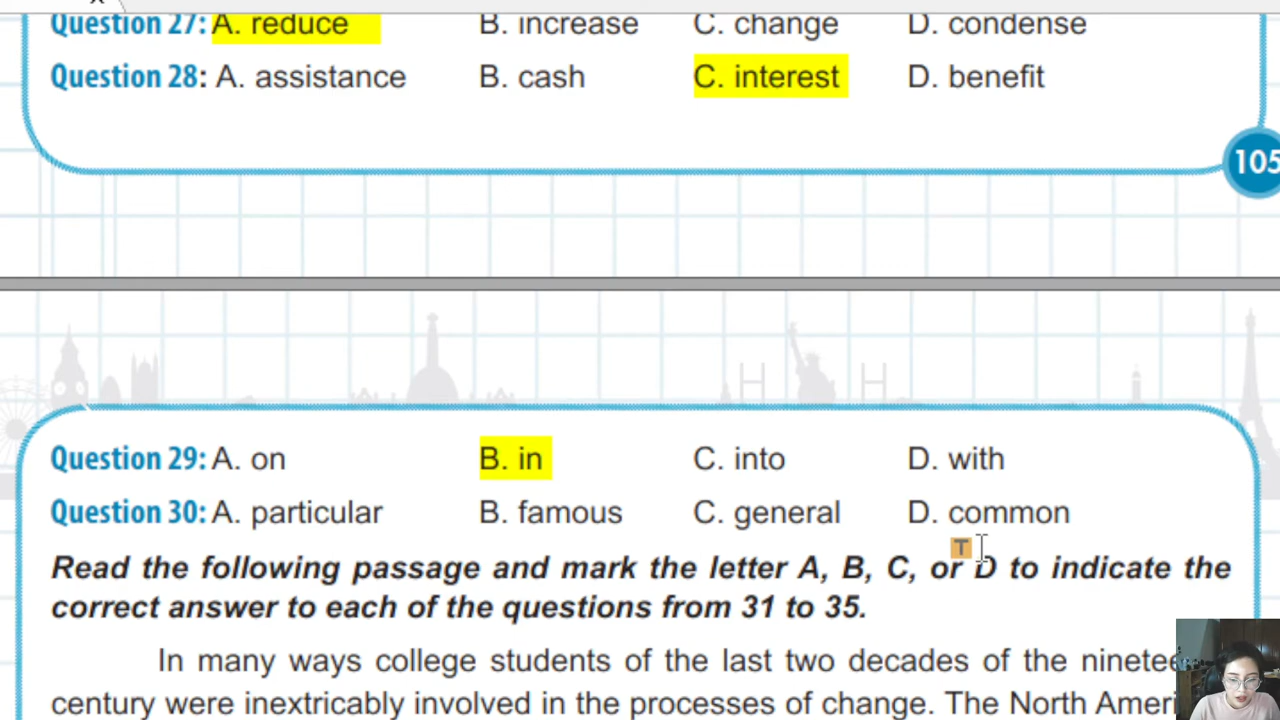 Question 27: A. reduce B. increase C. change D. condense
Question 28: A. assistance B. cash C. interest D. benefit
105
Question 29: A. on B. in C. into D. with
Question 30: A. particular B. famous C. general D. common
T
Read the following passage and mark the letter A, B, C, or D to indicate the
correct answer to each of the questions from 31 to 35.
In many ways college students of the last two decades of the
century were inextricably involved in the processes of change. The North